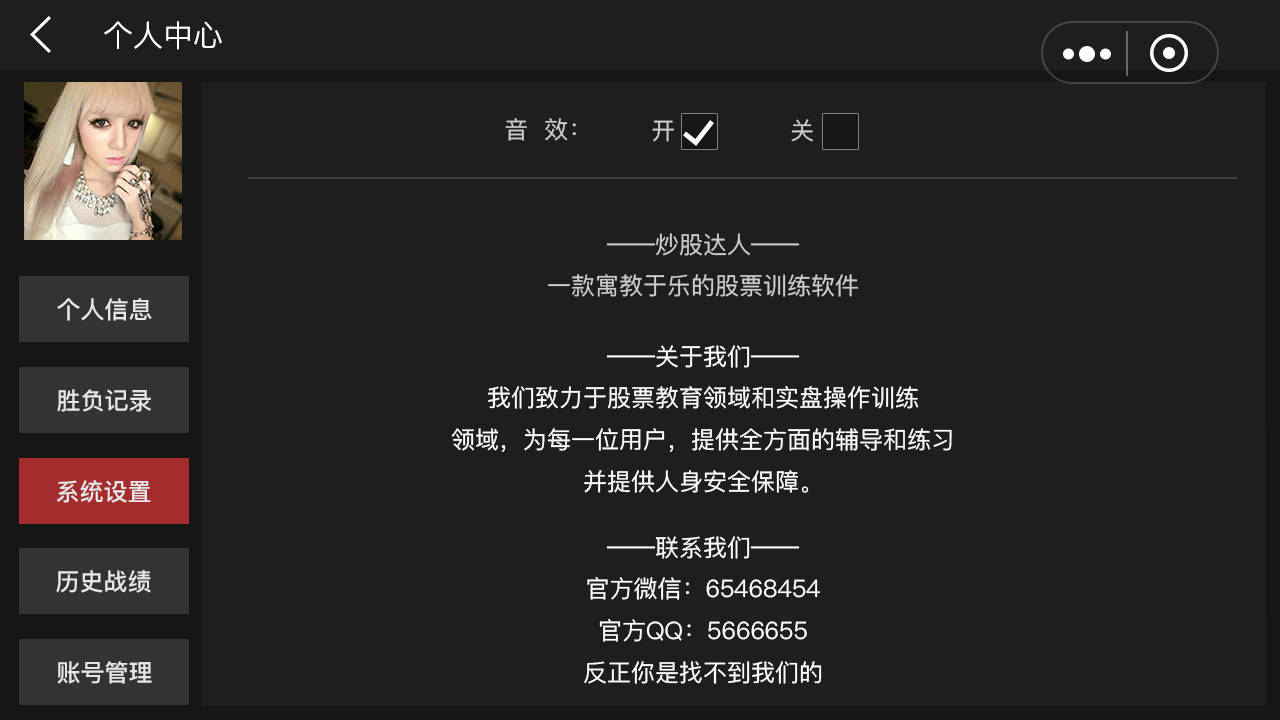 个人中心
音 效：
开
关
——炒股达人——
一款寓教于乐的股票训练软件
——关于我们——
我们致力于股票教育领域和实盘操作训练
领域，为每一位用户，提供全方面的辅导和练习
并提供人身安全保障。
——联系我们——
官方微信：65468454
官方QQ：5666655
反正你是找不到我们的
个人信息
胜负记录
系统设置
历史战绩
账号管理